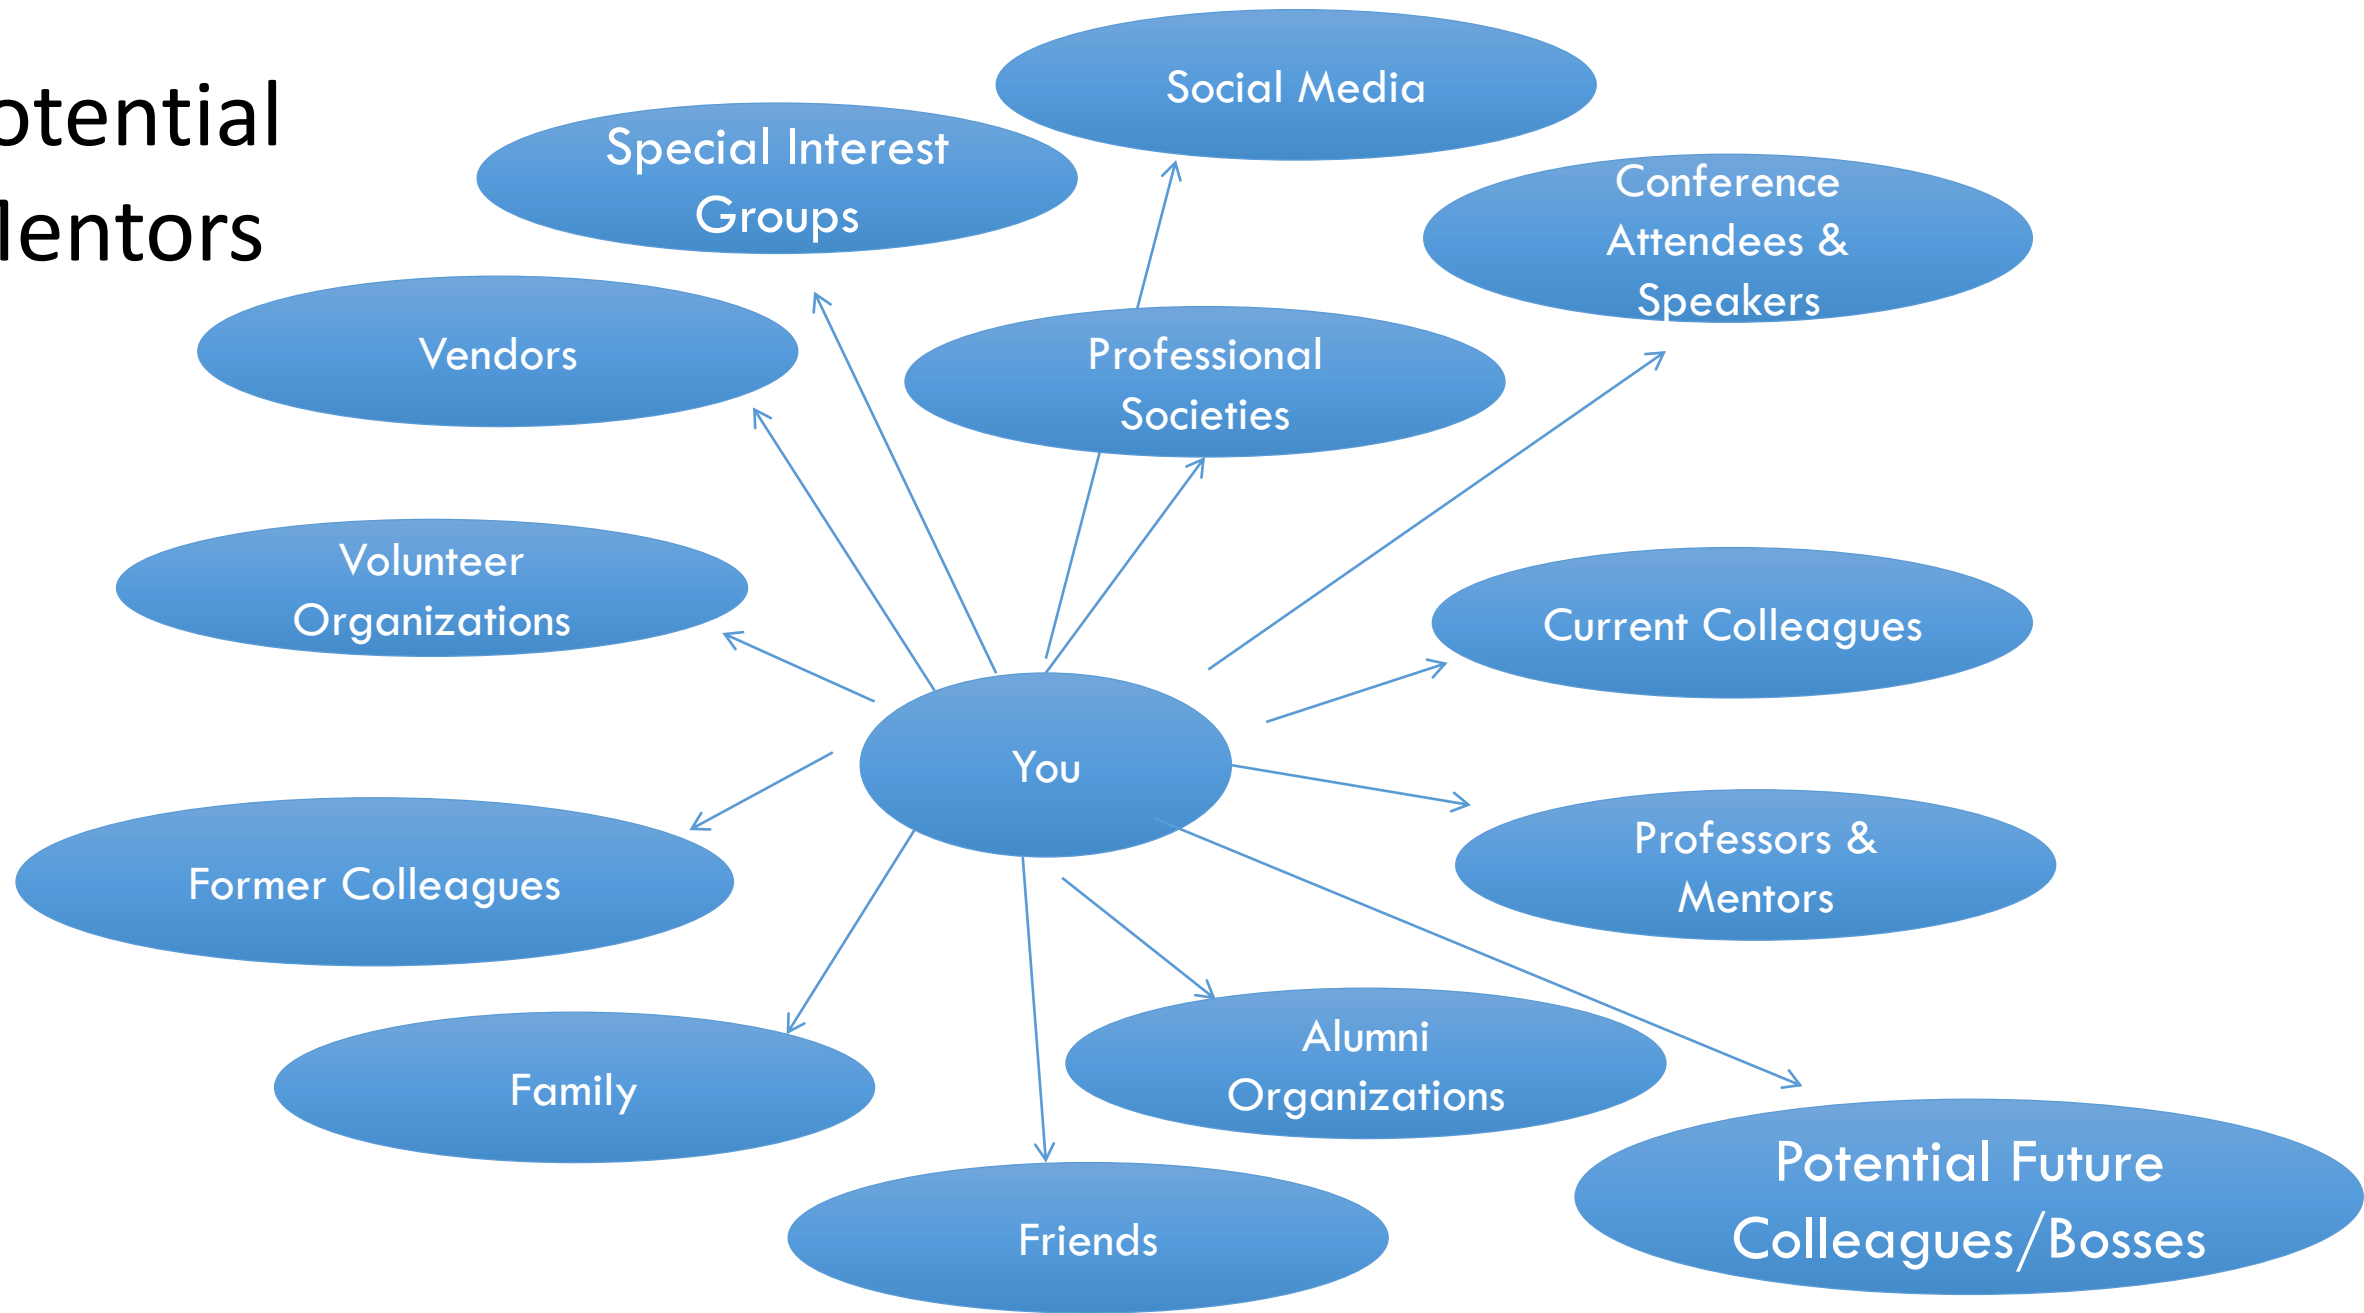 otential
lentors
Social Media
Special Interest
Groups
Conference
Attendees &
Speakers
Vendors
Professional
Societies
Volunteer
Organizations
Current Colleagues
You
Professors &
Mentors
Former Colleagues
Alumni
Organizations
Family
Potential Future
Colleagues/Bosses
Friends